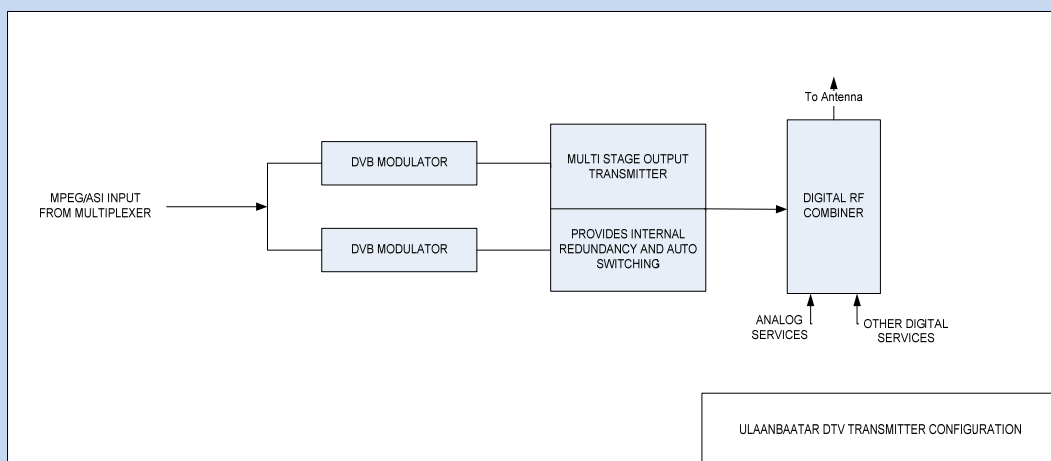 To Antenna
DVB MODULATOR
MULTI STAGE OUTPUT
TRANSMITTER
MPEG/ASI INPUT
FROM MULTIPLEXER
DIGITAL RF
COMBINER
DVB MODULATOR
PROVIDES INTERNAL
REDUNDANCY AND AUTO
SWITCHING
ANALOG
SERVICES
OTHER DIGITAL
SERVICES
ULAANBAATAR DTV TRANSMITTER CONFIGURATION